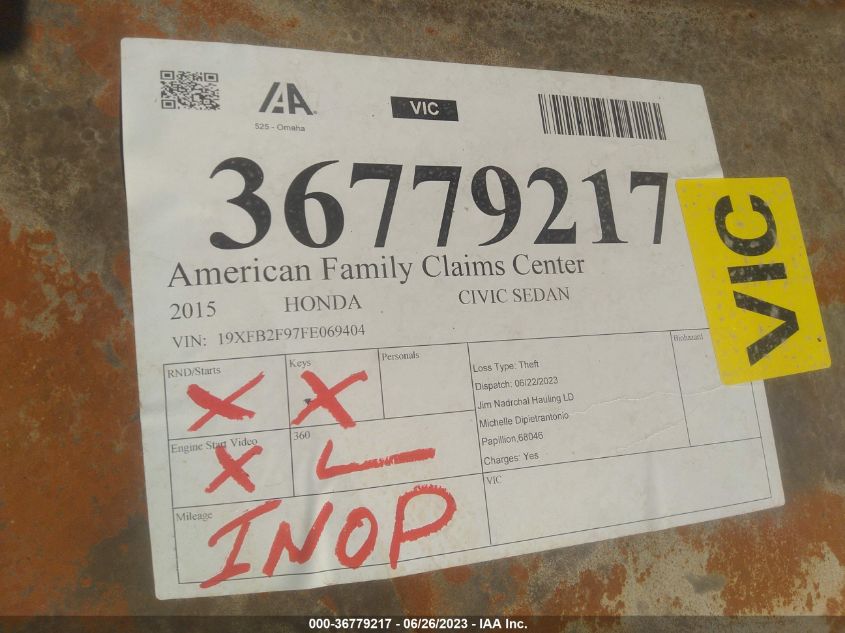 IAA
VIC
525 - Omaha
36779217
VIC
American Family Claims Center
2015 HONDA CIVIC SEDAN
VIN: 19XFB2F97FE069404
RND/Starts
Keys
Personals
Biohazard
X
X
Loss Type: Theft
Dispatch: 06/22/2023
Jim Nadrchal Hauling LD
Michelle Dipietrantonio
Papillion,68046
Charges: Yes
Engine Start Video
360
X
VIC
Mileage
INOP
000-36779217 - 06/26/2023 - IAA Inc.